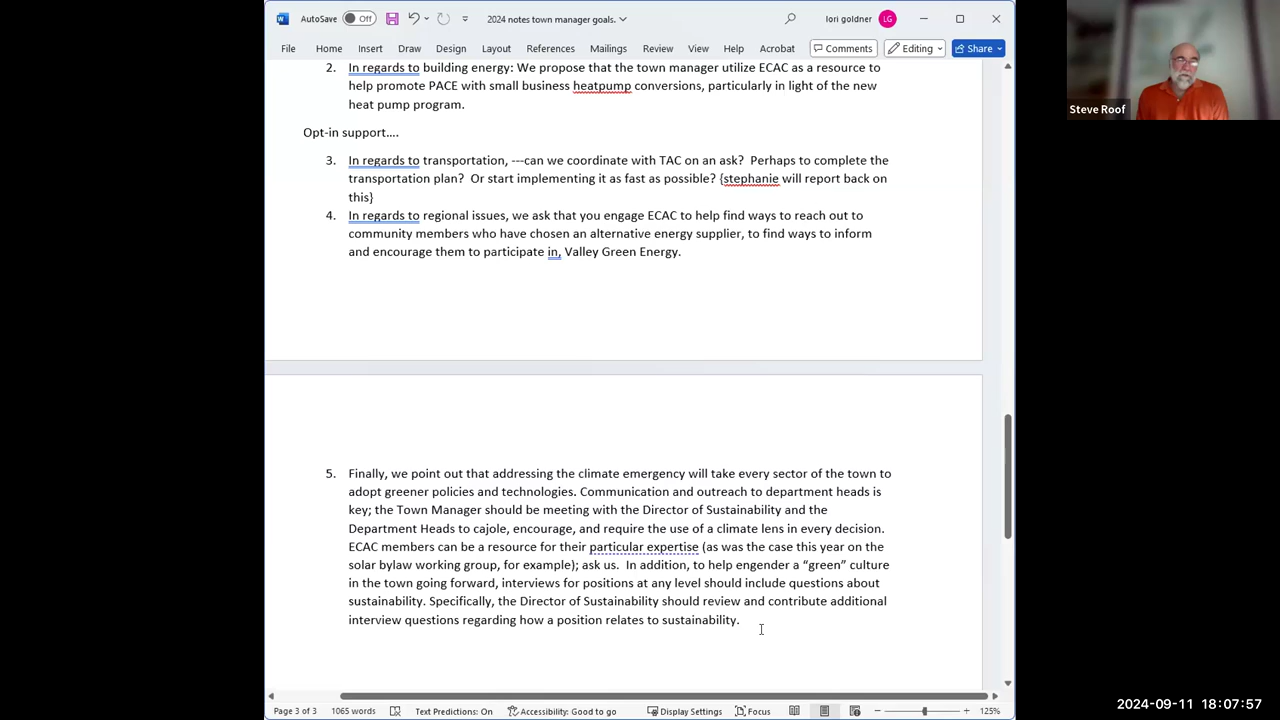 AutoSave Off 2024 notes town manager goals. lori goldner LG
File Home Insert Draw Design Layout References Mailings Review View Help Acrobat Comments Editing Share
2. In regards to building energy: We propose that the town manager utilize ECAC as a resource to
help promote PACE with small business heatpump conversions, particularly in light of the new
heat pump program.
Opt-in support....
3. In regards to transportation, ---can we coordinate with TAC on an ask? Perhaps to complete the
transportation plan? Or start implementing it as fast as possible? {stephanie will report back on
this}
4. In regards to regional issues, we ask that you engage ECAC to help find ways to reach out to
community members who have chosen an alternative energy supplier, to find ways to inform
and encourage them to participate in, Valley Green Energy.
5. Finally, we point out that addressing the climate emergency will take every sector of the town to
adopt greener policies and technologies. Communication and outreach to department heads is
key; the Town Manager should be meeting with the Director of Sustainability and the
Department Heads to cajole, encourage, and require the use of a climate lens in every decision.
ECAC members can be a resource for their particular expertise (as was the case this year on the
solar bylaw working group, for example); ask us. In addition, to help engender a “green” culture
in the town going forward, interviews for positions at any level should include questions about
sustainability. Specifically, the Director of Sustainability should review and contribute additional
interview questions regarding how a position relates to sustainability.
Page 3 of 3 1065 words Text Predictions: On Accessibility: Good to go Display Settings Focus 125%
Steve Roof
2024-09-11 18:07:57